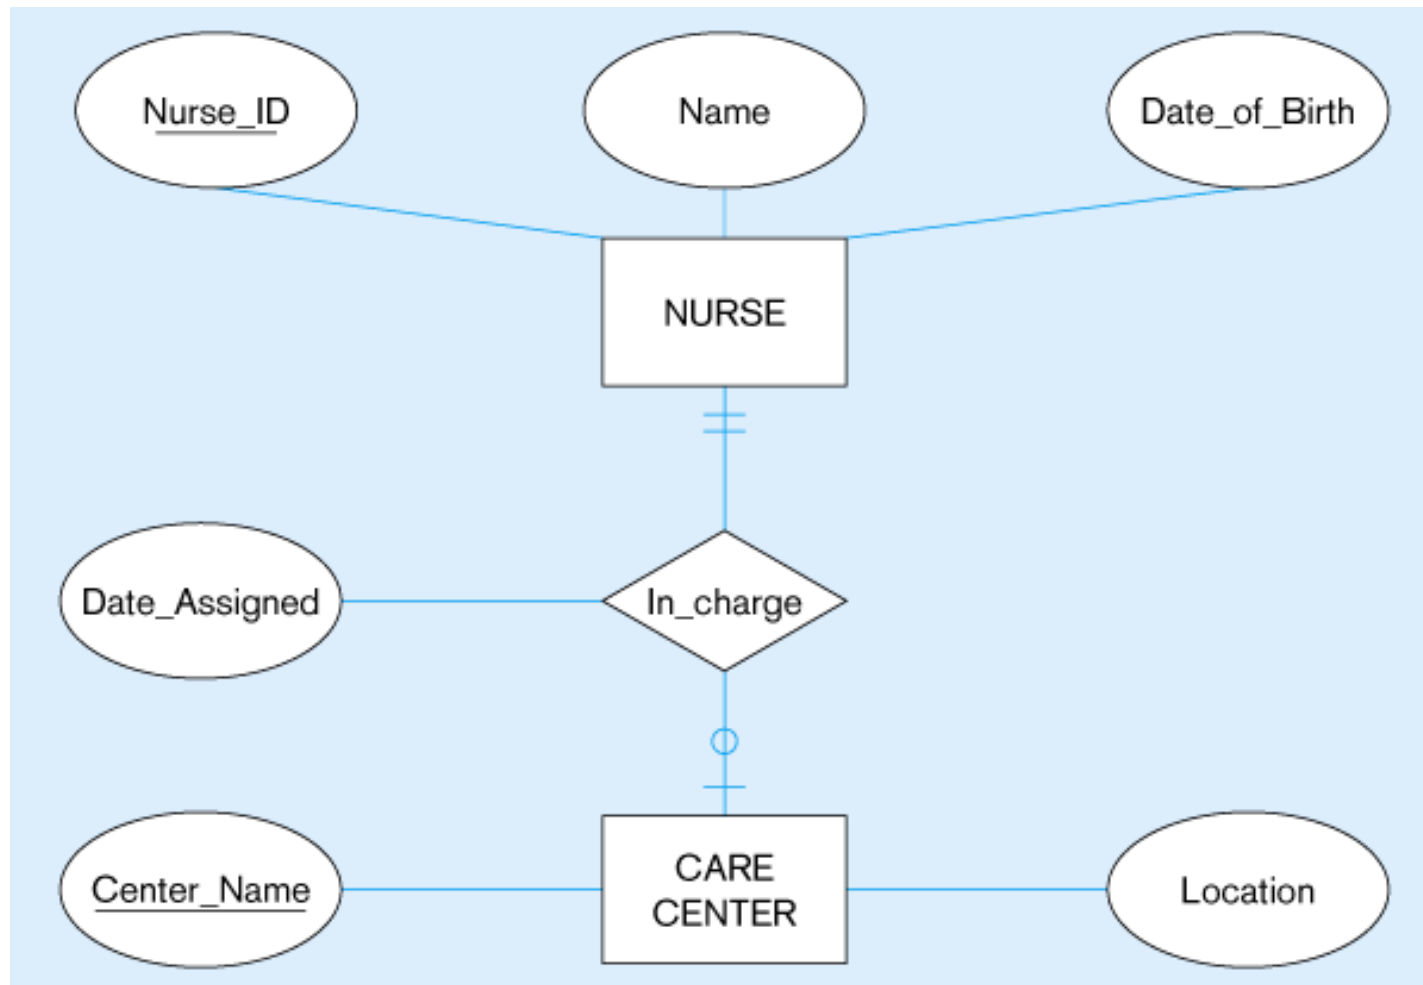 Nurse_ID
Name
Date_of_Birth
NURSE
Date_Assigned
In_charge
Center_Name
CARE
CENTER
Location